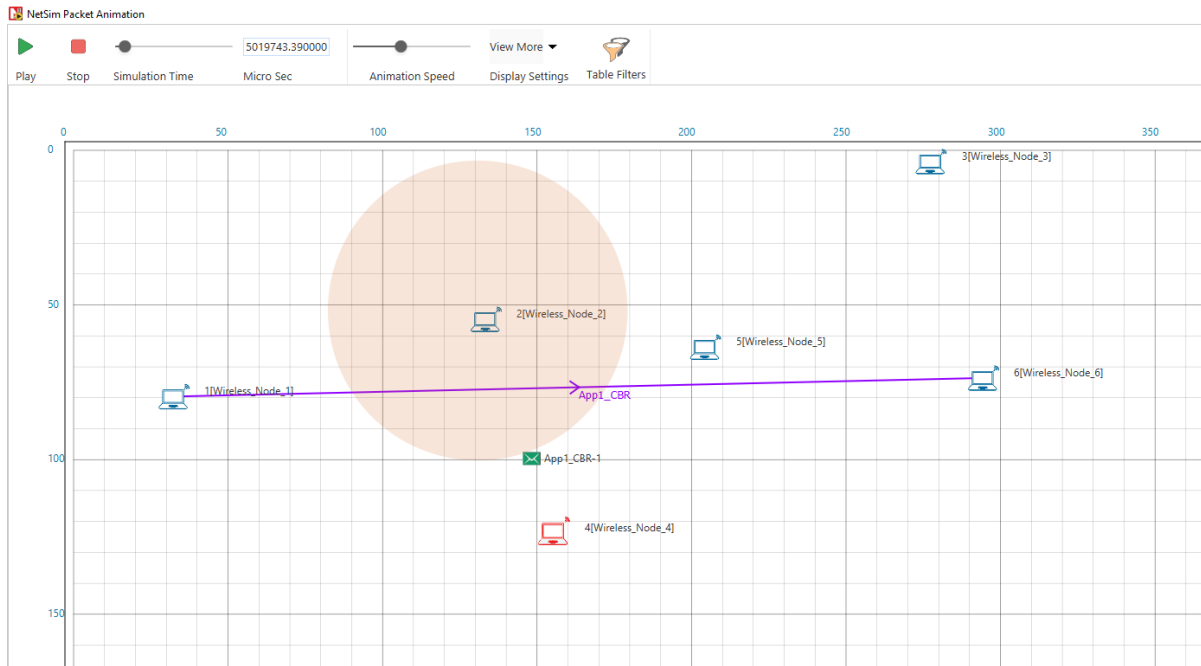 NetSim Packet Animation
5019743.390000
View More
Play
Stop
Simulation Time
Micro Sec
Animation Speed
Display Settings
Table Filters
0 50 100 150 200 250 300 350
0
3[Wireless_Node_3]
50
2[Wireless_Node_2]
5[Wireless_Node_5]
6[Wireless_Node_6]
1[Wireless_Node_1]
App1_CBR
100
App1_CBR-1
4[Wireless_Node_4]
150